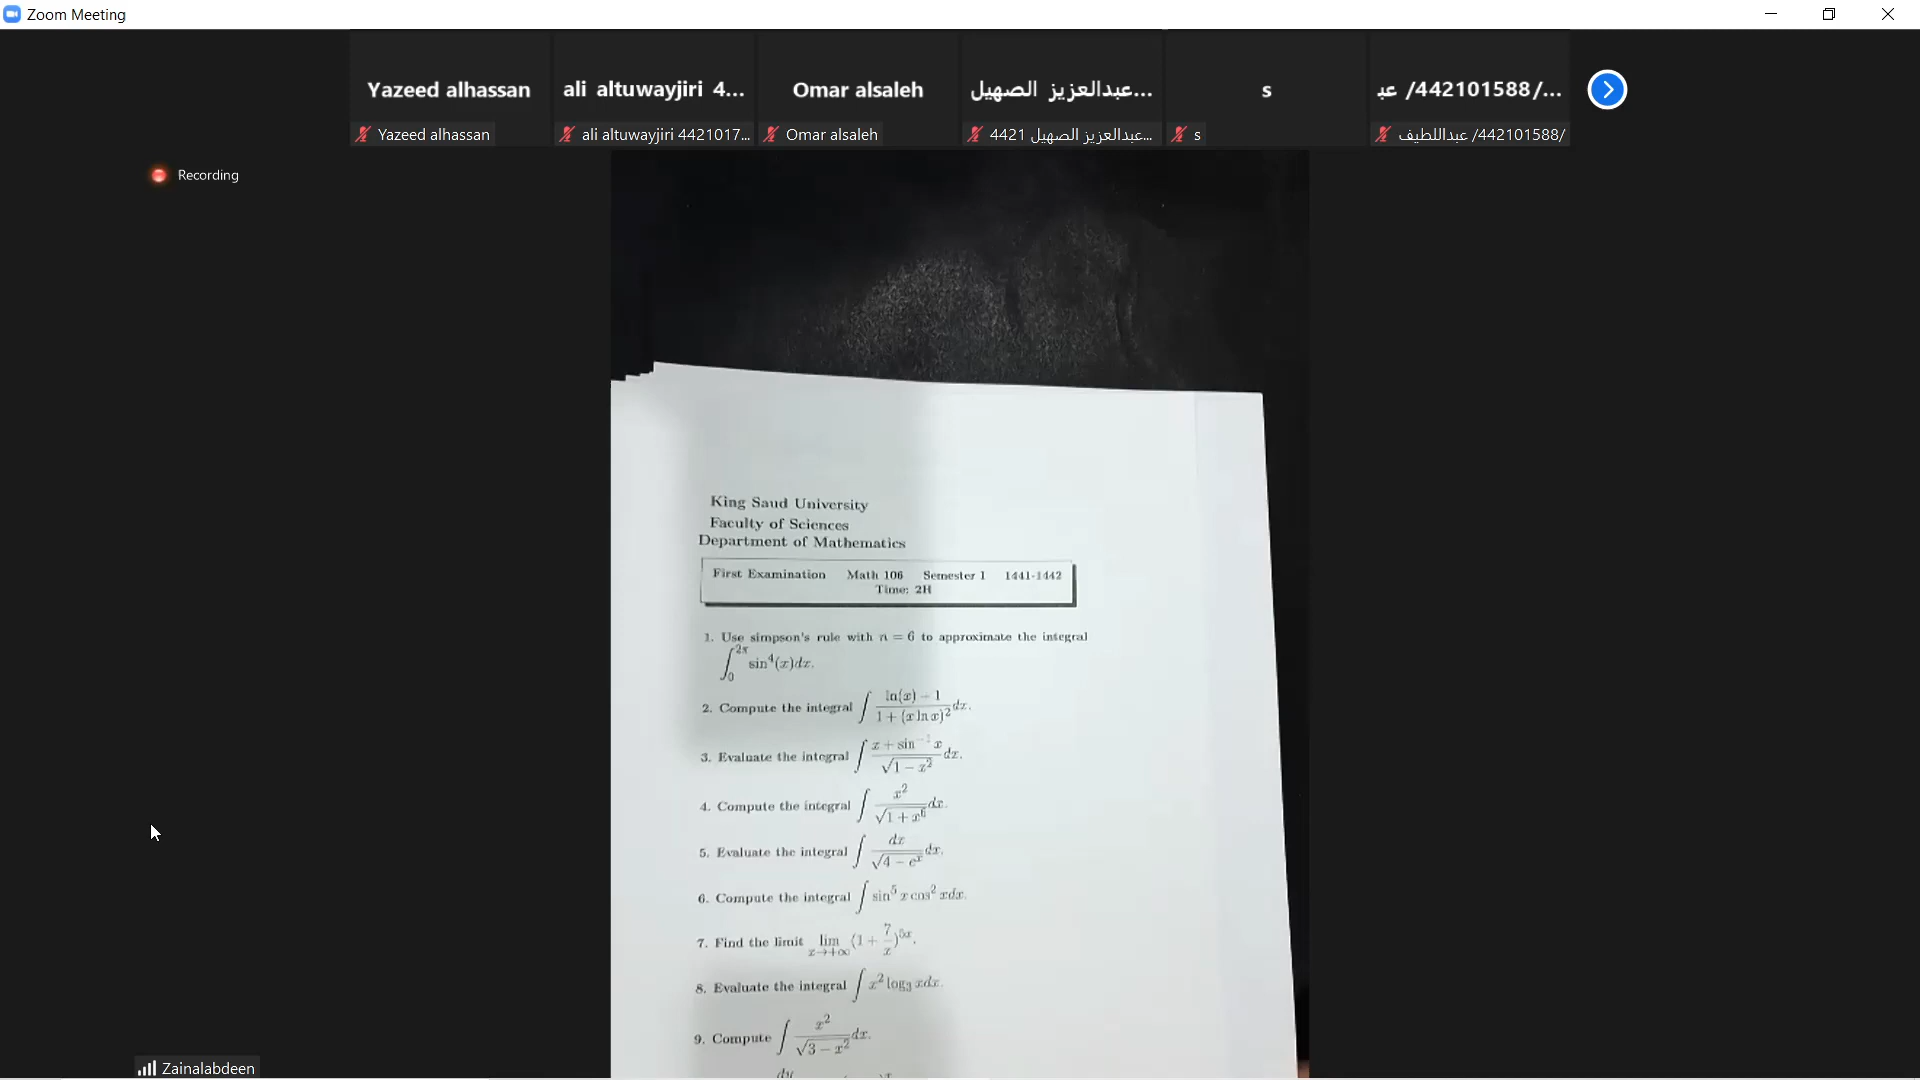 Zoom Meeting
Yazeed alhassan
ali altuwayjiri 4...
Omar alsaleh
عبدالعزيز الصهيل...
s
عب /442101588/...
Yazeed alhassan
ali altuwayjiri 4421017...
Omar alsaleh
4421 عبدالعزيز الصهيل...
s
عبداللطيف /442101588/
Recording
King Saud University
Faculty of Sciences
Department of Mathematics
First Examination Math 106 Semester 1 1441-1442
Time: 2H
1. Use simpson's rule with n = 6 to approximate the integral
∫₀^{2π} sin⁴(x)dx.
2. Compute the integral ∫ (ln(x) − 1)/(1 + (x ln x)²) dx.
3. Evaluate the integral ∫ (x + sin⁻¹ x)/√(1 − x²) dx.
4. Compute the integral ∫ x²/√(1 + x⁶) dx.
5. Evaluate the integral ∫ dx/√(4 − eˣ) dx.
6. Compute the integral ∫ sin⁵ x cos² xdx.
7. Find the limit lim_{x→+∞} (1 + 7/x)^{5x}.
8. Evaluate the integral ∫ x² log₃ xdx.
9. Compute ∫ x²/√(3 − x²) dx.
dy
Zainalabdeen